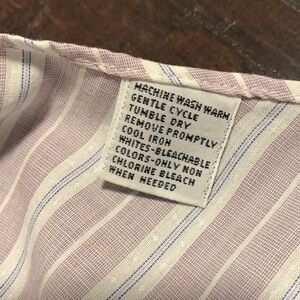 MACHINE WASH WARM
GENTLE CYCLE
TUMBLE DRY
REMOVE PROMPTLY
COOL IRON
WHITES-BLEACHABLE
COLORS-ONLY NON
CHLORINE BLEACH
WHEN NEEDED